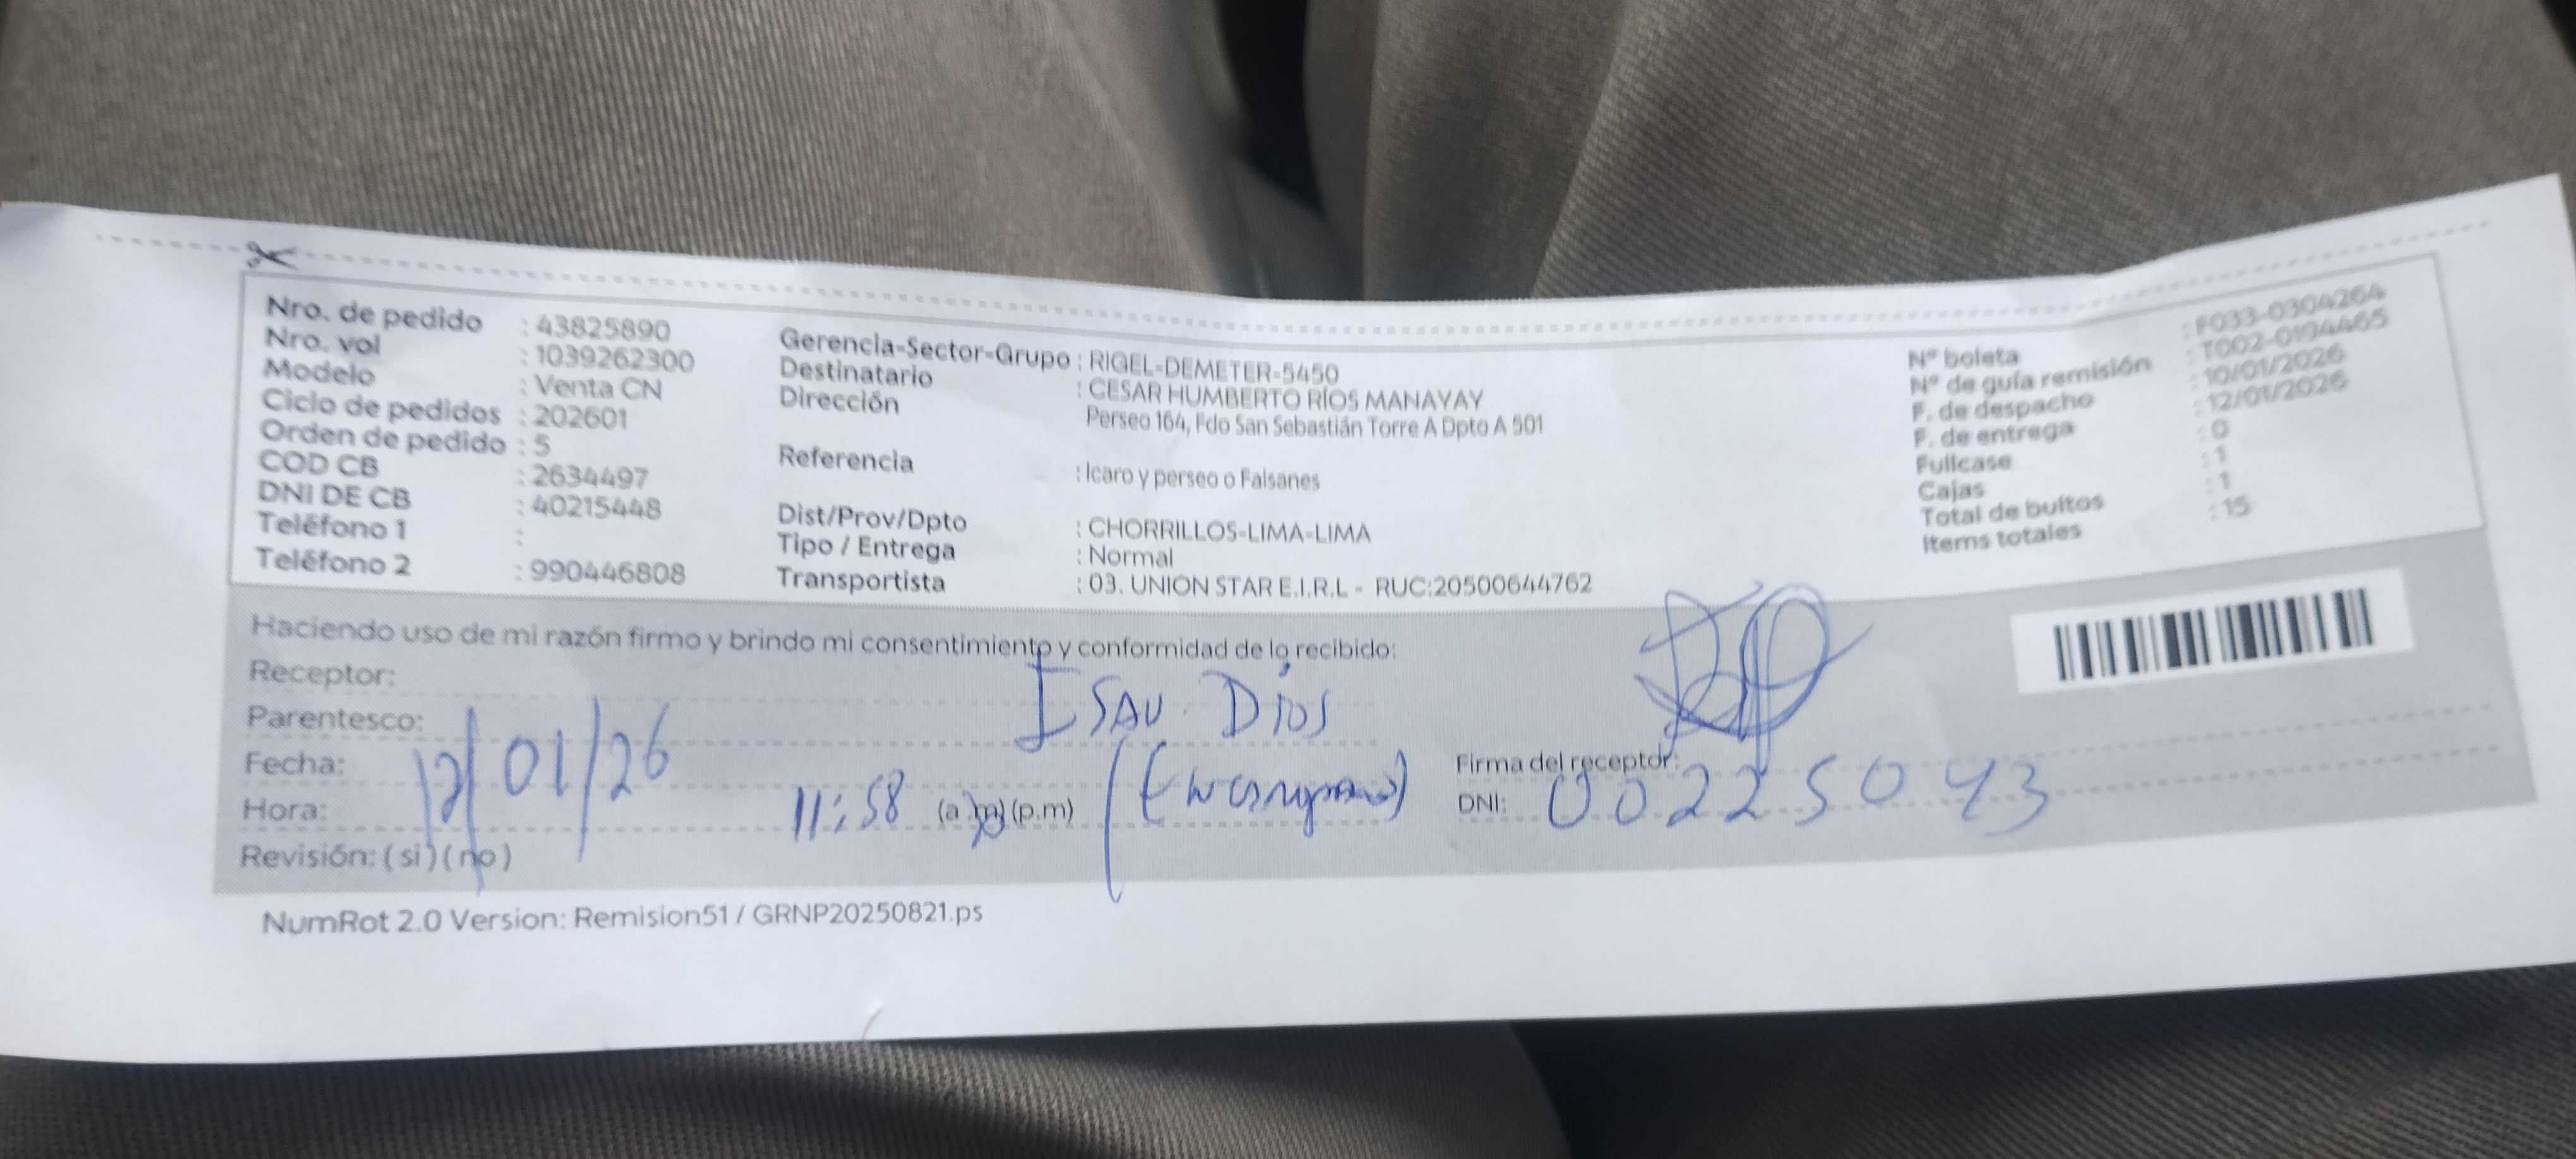 Nro. de pedido : 43825890
Nro. vol : 1039262300
Modelo : Venta CN
Ciclo de pedidos : 202601
Orden de pedido : 5
COD CB : 2634497
DNI DE CB : 40215448
Teléfono 1 :
Teléfono 2 : 990446808
Gerencia-Sector-Grupo : RIGEL-DEMETER-5450
Destinatario : CESAR HUMBERTO RÍOS MANAYAY
Dirección Perseo 164, Fdo San Sebastián Torre A Dpto A 501
Referencia : Icaro y perseo o Faisanes
Dist/Prov/Dpto : CHORRILLOS-LIMA-LIMA
Tipo / Entrega : Normal
Transportista : 03. UNION STAR E.I.R.L - RUC:20500644762
N° boleta : F033-0304264
N° de guía remisión : T002-0194465
F. de despacho : 10/01/2026
F. de entrega : 12/01/2026
Fullcase : 0
Cajas : 1
Total de bultos : 1
Items totales : 15
Haciendo uso de mi razón firmo y brindo mi consentimiento y conformidad de lo recibido:
Receptor: ESAU Dios
Parentesco:
Fecha: 12/01/26
Hora: 11:58 (a.m) (p.m)
Revisión: ( si ) ( no )
Firma del receptor:
DNI: 00225043
NumRot 2.0 Version: Remision51 / GRNP20250821.ps